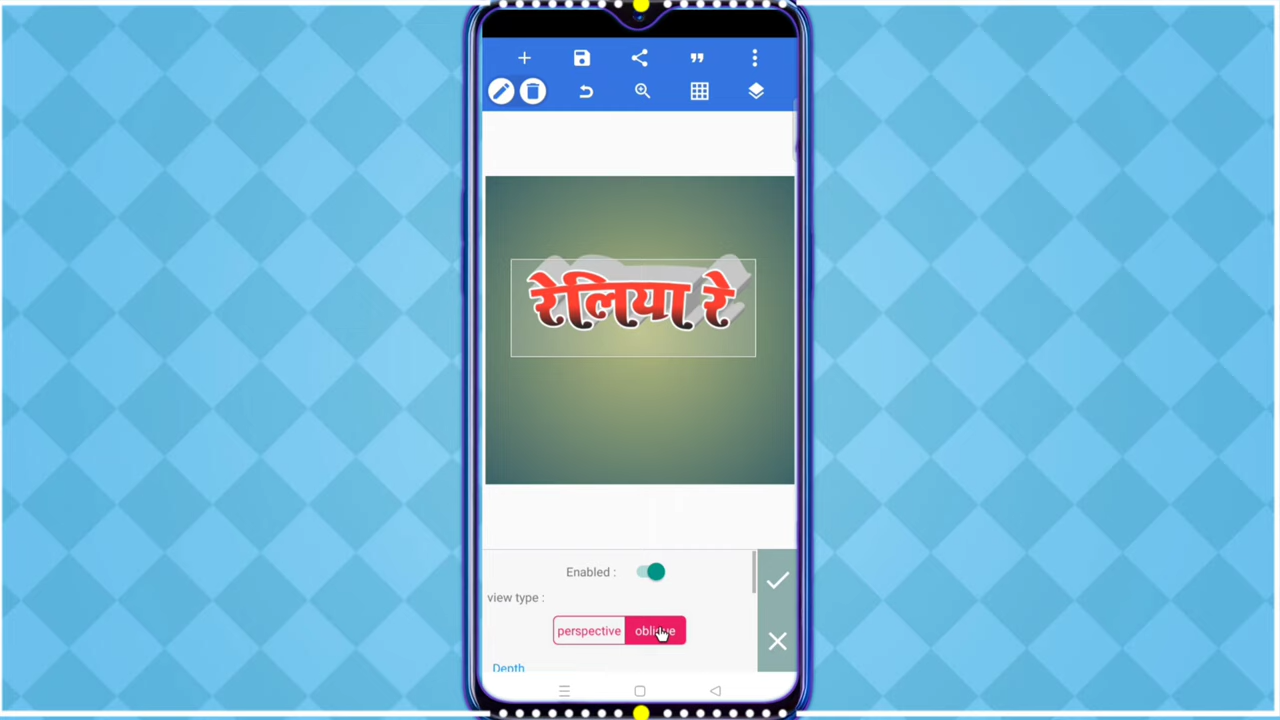 रेलिया रे
Enabled :
view type :
perspective oblique
Depth